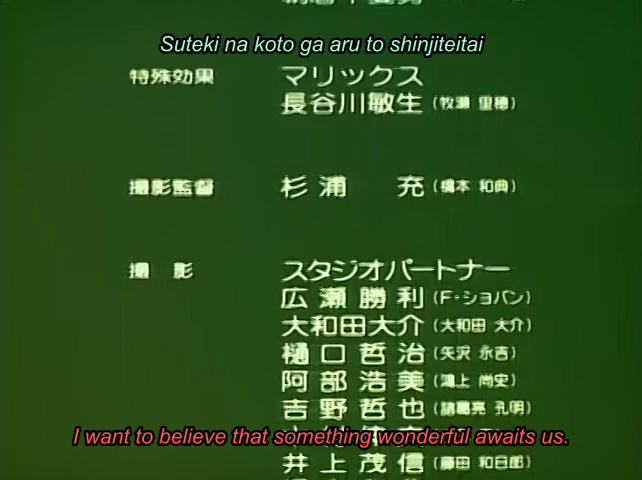 Suteki na koto ga aru to shinjiteitai
特殊効果 マリックス
長谷川敏生(牧瀬 里穂)
撮影監督 杉浦 充(橋本 和典)
撮影 スタジオパートナー
広瀬勝利(F・ショパン)
大和田大介(大和田 大介)
樋口哲治(矢沢 永吉)
阿部浩美(鴻上 尚史)
吉野哲也(諸葛亮 孔明)
I want to believe that something wonderful awaits us.
井上茂信(藤田 和日郎)